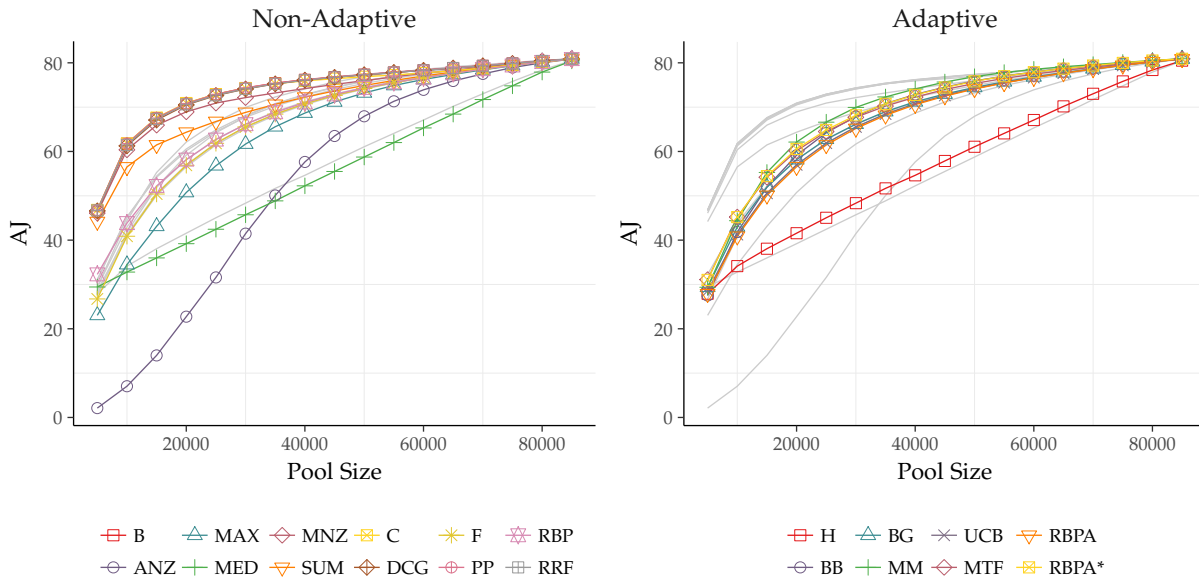 Non-Adaptive
Adaptive
AJ
80
60
40
20
0
20000
40000
60000
80000
Pool Size
AJ
80
60
40
20
0
20000
40000
60000
80000
Pool Size
B MAX MNZ C F RBP
ANZ MED SUM DCG PP RRF
H BG UCB RBPA
BB MM MTF RBPA*